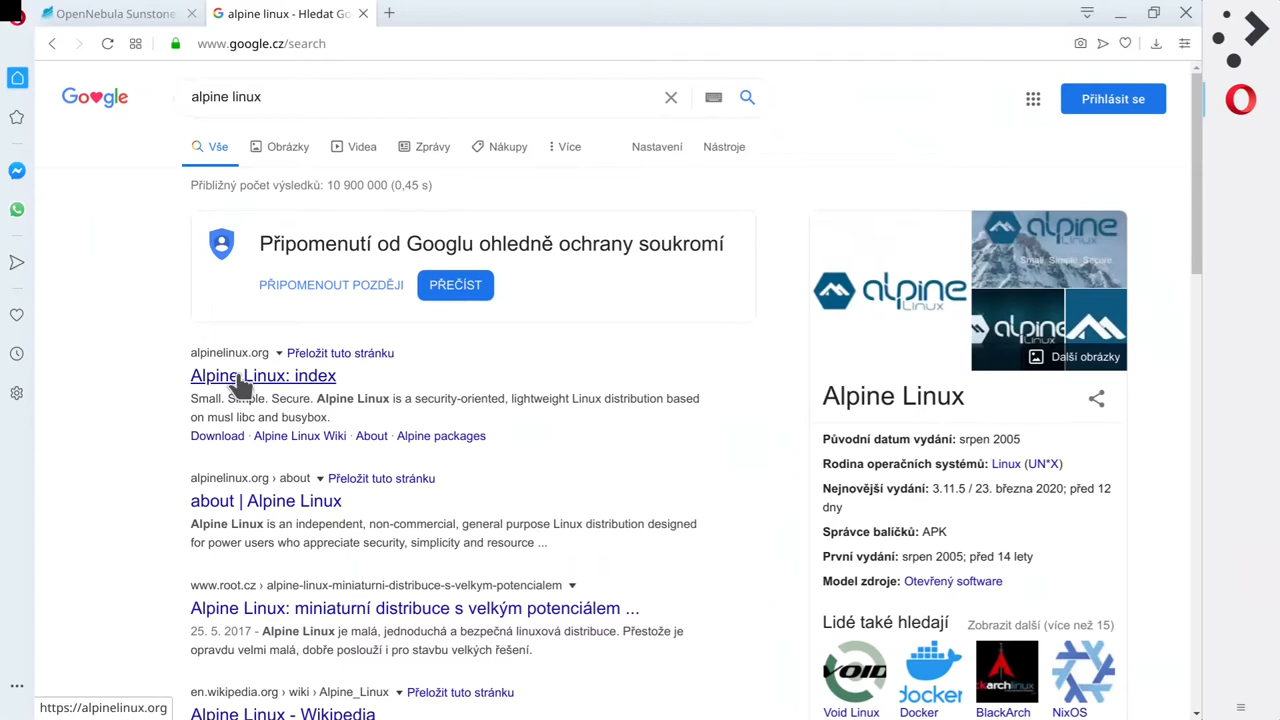 OpenNebula Sunstone
alpine linux - Hledat Go
www.google.cz/search
Google
alpine linux
Přihlásit se
Vše
Obrázky
Videa
Zprávy
Nákupy
Více
Nastavení
Nástroje
Přibližný počet výsledků: 10 900 000 (0,45 s)
Připomenutí od Googlu ohledně ochrany soukromí
PŘIPOMENOUT POZDĚJI
PŘEČÍST
alpinelinux.org Přeložit tuto stránku
Alpine Linux: index
Small. Simple. Secure. Alpine Linux is a security-oriented, lightweight Linux distribution based
on musl libc and busybox.
Download · Alpine Linux Wiki · About · Alpine packages
alpinelinux.org › about Přeložit tuto stránku
about | Alpine Linux
Alpine Linux is an independent, non-commercial, general purpose Linux distribution designed
for power users who appreciate security, simplicity and resource ...
www.root.cz › alpine-linux-miniaturni-distribuce-s-velkym-potencialem
Alpine Linux: miniaturní distribuce s velkým potenciálem ...
25. 5. 2017 - Alpine Linux je malá, jednoduchá a bezpečná linuxová distribuce. Přestože je
opravdu velmi malá, dobře poslouží i pro stavbu velkých řešení.
en.wikipedia.org › wiki › Alpine_Linux Přeložit tuto stránku
Alpine Linux - Wikipedia
https://alpinelinux.org
alpine linux
alpine
Linux
Small. Simple. Secure.
alpine
Další obrázky
Alpine Linux
Původní datum vydání: srpen 2005
Rodina operačních systémů: Linux (UN*X)
Nejnovější vydání: 3.11.5 / 23. března 2020; před 12
dny
Správce balíčků: APK
První vydání: srpen 2005; před 14 lety
Model zdroje: Otevřený software
Lidé také hledají
Zobrazit další (více než 15)
VOID
docker
ckarchlinux
Void Linux
Docker
BlackArch
NixOS